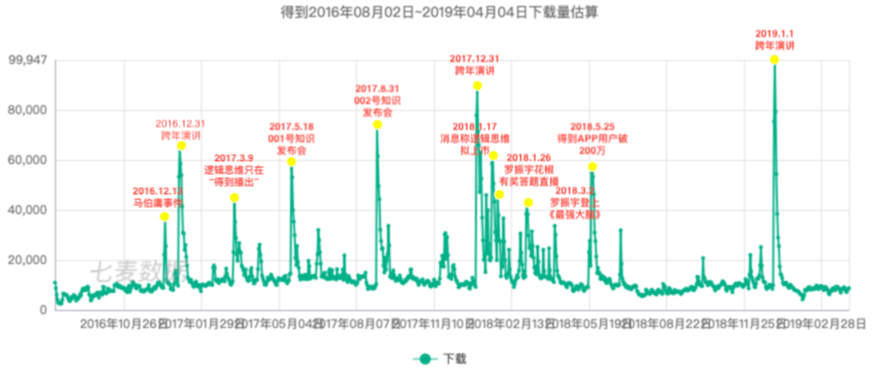 得到2016年08月02日~2019年04月04日下载量估算
99,947
80,000
60,000
40,000
20,000
0
2016.12.13
马伯庸事件
2016.12.31
跨年演讲
2017.3.9
逻辑思维只在
“得到播出”
2017.5.18
001号知识
发布会
2017.8.31
002号知识
发布会
2017.12.31
跨年演讲
2018.1.17
消息称逻辑思维
拟上市
2018.1.26
罗振宇花椒
有奖答题直播
2018.3.2
罗振宇登上
《最强大脑》
2018.5.25
得到APP用户破
200万
2019.1.1
跨年演讲
七麦数据
2016年10月26日
2017年01月29日
2017年05月04日
2017年08月07日
2017年11月10日
2018年02月13日
2018年05月19日
2018年08月22日
2018年11月25日
2019年02月28日
下载